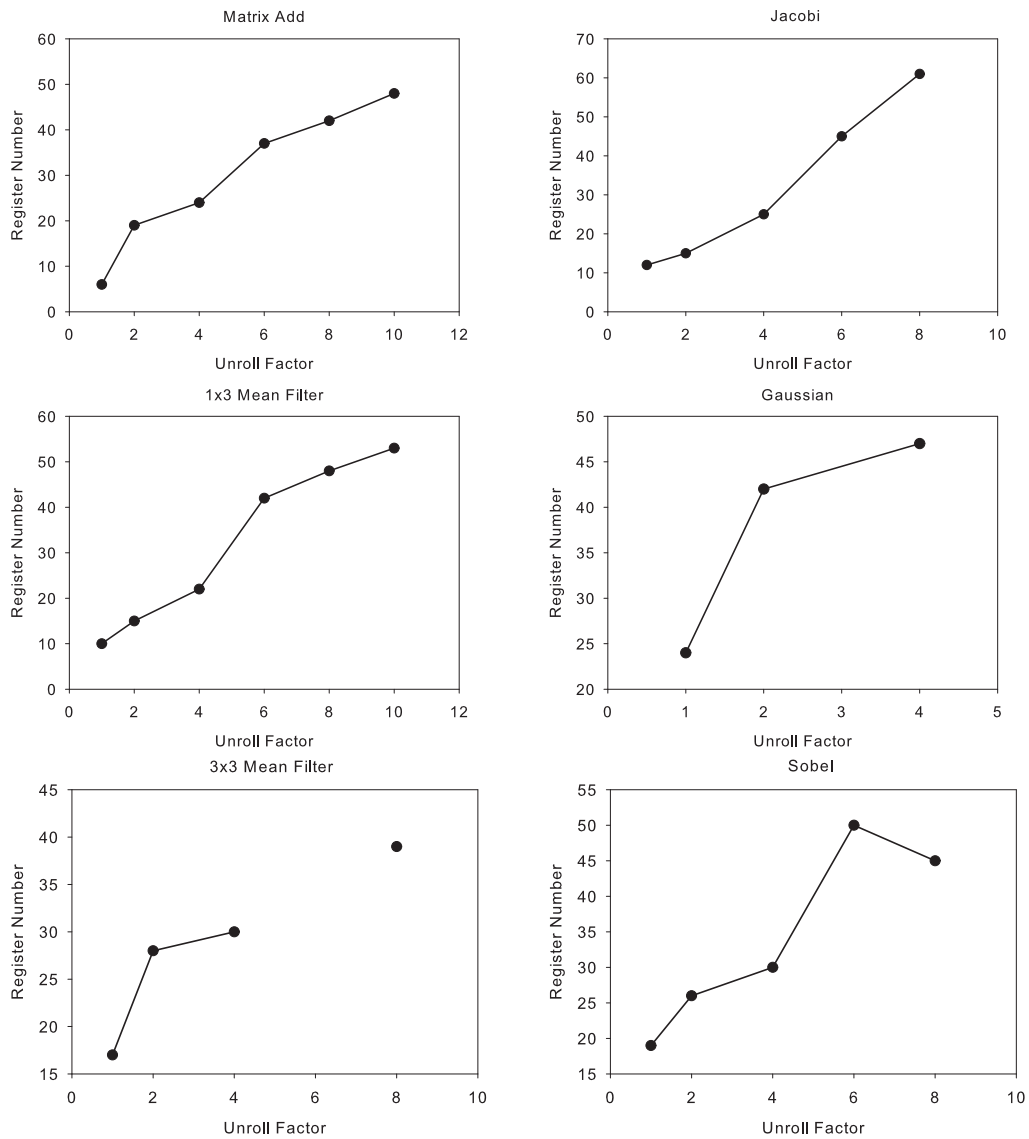 Matrix Add
60
50
40
30
20
10
0
Register Number
0 2 4 6 8 10 12
Unroll Factor
Jacobi
70
60
50
40
30
20
10
0
Register Number
0 2 4 6 8 10
Unroll Factor
1x3 Mean Filter
60
50
40
30
20
10
0
Register Number
0 2 4 6 8 10 12
Unroll Factor
Gaussian
50
45
40
35
30
25
20
Register Number
0 1 2 3 4 5
Unroll Factor
3x3 Mean Filter
45
40
35
30
25
20
15
Register Number
0 2 4 6 8 10
Unroll Factor
Sobel
55
50
45
40
35
30
25
20
15
Register Number
0 2 4 6 8 10
Unroll Factor